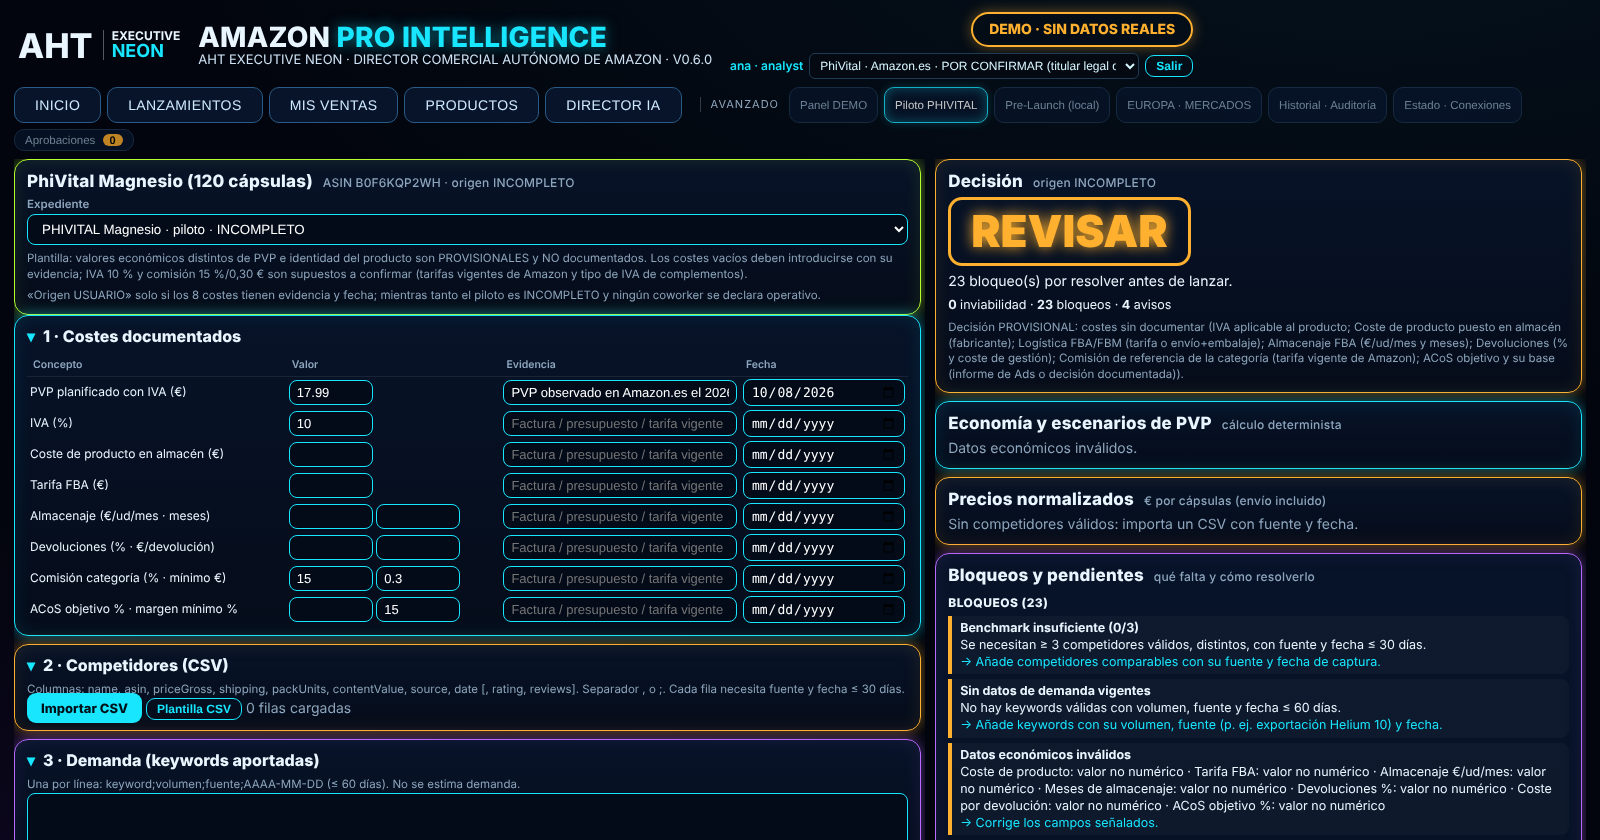 AHT EXECUTIVE NEON
AMAZON PRO INTELLIGENCE
AHT EXECUTIVE NEON · DIRECTOR COMERCIAL AUTÓNOMO DE AMAZON · V0.6.0
DEMO · SIN DATOS REALES
ana · analyst
PhiVital · Amazon.es · POR CONFIRMAR (titular legal c
Salir
INICIO
LANZAMIENTOS
MIS VENTAS
PRODUCTOS
DIRECTOR IA
AVANZADO
Panel DEMO
Piloto PHIVITAL
Pre-Launch (local)
EUROPA · MERCADOS
Historial · Auditoría
Estado · Conexiones
Aprobaciones 0
PhiVital Magnesio (120 cápsulas) ASIN B0F6KQP2WH · origen INCOMPLETO
Expediente
PHIVITAL Magnesio · piloto · INCOMPLETO
Plantilla: valores económicos distintos de PVP e identidad del producto son PROVISIONALES y NO documentados. Los costes vacíos deben introducirse con su
evidencia; IVA 10 % y comisión 15 %/0,30 € son supuestos a confirmar (tarifas vigentes de Amazon y tipo de IVA de complementos).
«Origen USUARIO» solo si los 8 costes tienen evidencia y fecha; mientras tanto el piloto es INCOMPLETO y ningún coworker se declara operativo.
▼ 1 · Costes documentados
Concepto Valor Evidencia Fecha
PVP planificado con IVA (€) 17.99 PVP observado en Amazon.es el 2026 10/08/2026
IVA (%) 10 Factura / presupuesto / tarifa vigente mm/dd/yyyy
Coste de producto en almacén (€) Factura / presupuesto / tarifa vigente mm/dd/yyyy
Tarifa FBA (€) Factura / presupuesto / tarifa vigente mm/dd/yyyy
Almacenaje (€/ud/mes · meses) Factura / presupuesto / tarifa vigente mm/dd/yyyy
Devoluciones (% · €/devolución) Factura / presupuesto / tarifa vigente mm/dd/yyyy
Comisión categoría (% · mínimo €) 15 0.3 Factura / presupuesto / tarifa vigente mm/dd/yyyy
ACoS objetivo % · margen mínimo % 15 Factura / presupuesto / tarifa vigente mm/dd/yyyy
▼ 2 · Competidores (CSV)
Columnas: name, asin, priceGross, shipping, packUnits, contentValue, source, date [, rating, reviews]. Separador , o ;. Cada fila necesita fuente y fecha ≤ 30 días.
Importar CSV Plantilla CSV 0 filas cargadas
▼ 3 · Demanda (keywords aportadas)
Una por línea: keyword;volumen;fuente;AAAA-MM-DD (≤ 60 días). No se estima demanda.
Decisión origen INCOMPLETO
REVISAR
23 bloqueo(s) por resolver antes de lanzar.
0 inviabilidad · 23 bloqueos · 4 avisos
Decisión PROVISIONAL: costes sin documentar (IVA aplicable al producto; Coste de producto puesto en almacén
(fabricante); Logística FBA/FBM (tarifa o envío+embalaje); Almacenaje FBA (€/ud/mes y meses); Devoluciones (%
y coste de gestión); Comisión de referencia de la categoría (tarifa vigente de Amazon); ACoS objetivo y su base
(informe de Ads o decisión documentada)).
Economía y escenarios de PVP cálculo determinista
Datos económicos inválidos.
Precios normalizados € por cápsulas (envío incluido)
Sin competidores válidos: importa un CSV con fuente y fecha.
Bloqueos y pendientes qué falta y cómo resolverlo
BLOQUEOS (23)
Benchmark insuficiente (0/3)
Se necesitan ≥ 3 competidores válidos, distintos, con fuente y fecha ≤ 30 días.
→ Añade competidores comparables con su fuente y fecha de captura.
Sin datos de demanda vigentes
No hay keywords válidas con volumen, fuente y fecha ≤ 60 días.
→ Añade keywords con su volumen, fuente (p. ej. exportación Helium 10) y fecha.
Datos económicos inválidos
Coste de producto: valor no numérico · Tarifa FBA: valor no numérico · Almacenaje €/ud/mes: valor
no numérico · Meses de almacenaje: valor no numérico · Devoluciones %: valor no numérico · Coste
por devolución: valor no numérico · ACoS objetivo %: valor no numérico
→ Corrige los campos señalados.